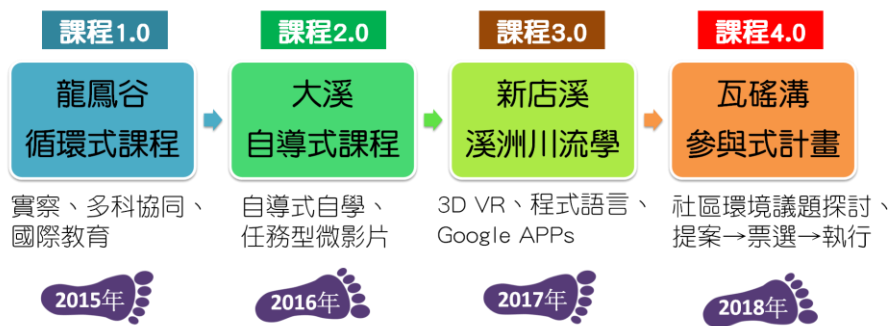 課程1.0
龍鳳谷
循環式課程
實察、多科協同、
國際教育
2015年
課程2.0
大溪
自導式課程
自導式自學、
任務型微影片
2016年
課程3.0
新店溪
溪洲川流學
3D VR、程式語言、
Google APPs
2017年
課程4.0
瓦磘溝
參與式計畫
社區環境議題探討、
提案→票選→執行
2018年